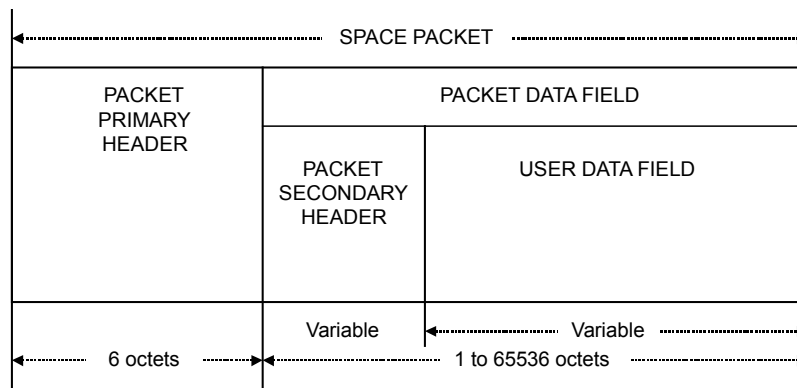 SPACE PACKET
PACKET
PRIMARY
HEADER
PACKET DATA FIELD
PACKET
SECONDARY
HEADER
USER DATA FIELD
Variable
Variable
6 octets
1 to 65536 octets